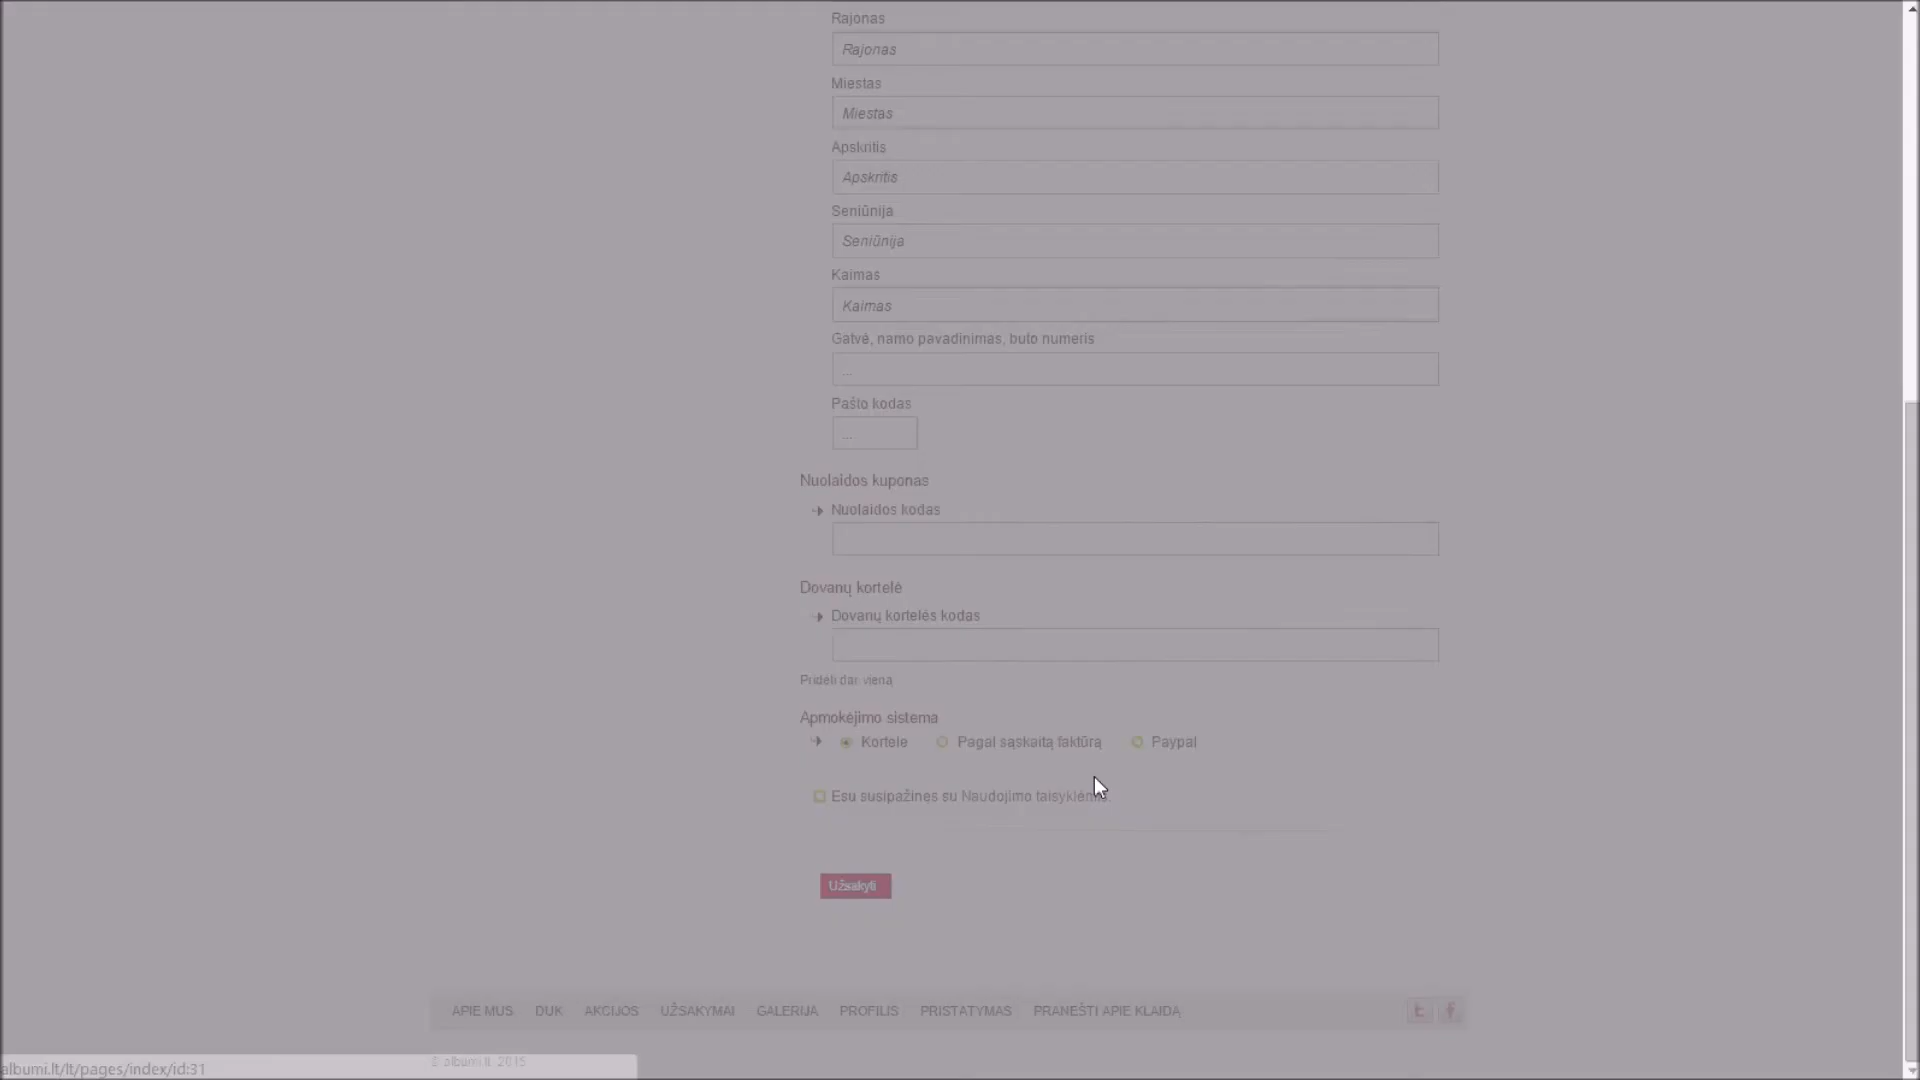 Rajonas
Rajonas
Miestas
Miestas
Apskritis
Apskritis
Seniūnija
Seniūnija
Kaimas
Kaimas
Gatvė, namo pavadinimas, buto numeris
...
Pašto kodas
...
Nuolaidos kuponas
Nuolaidos kodas
Dovanų kortelė
Dovanų kortelės kodas
Pridėti dar vieną
Apmokėjimo sistema
Kortele Pagal sąskaitą faktūrą Paypal
Esu susipažinęs su Naudojimo taisyklėmis.
Užsakyti
APIE MUS DUK AKCIJOS UŽSAKYMAI GALERIJA PROFILIS PRISTATYMAS PRANEŠTI APIE KLAIDĄ
© albumi.lt 2015
albumi.lt/lt/pages/index/id:31